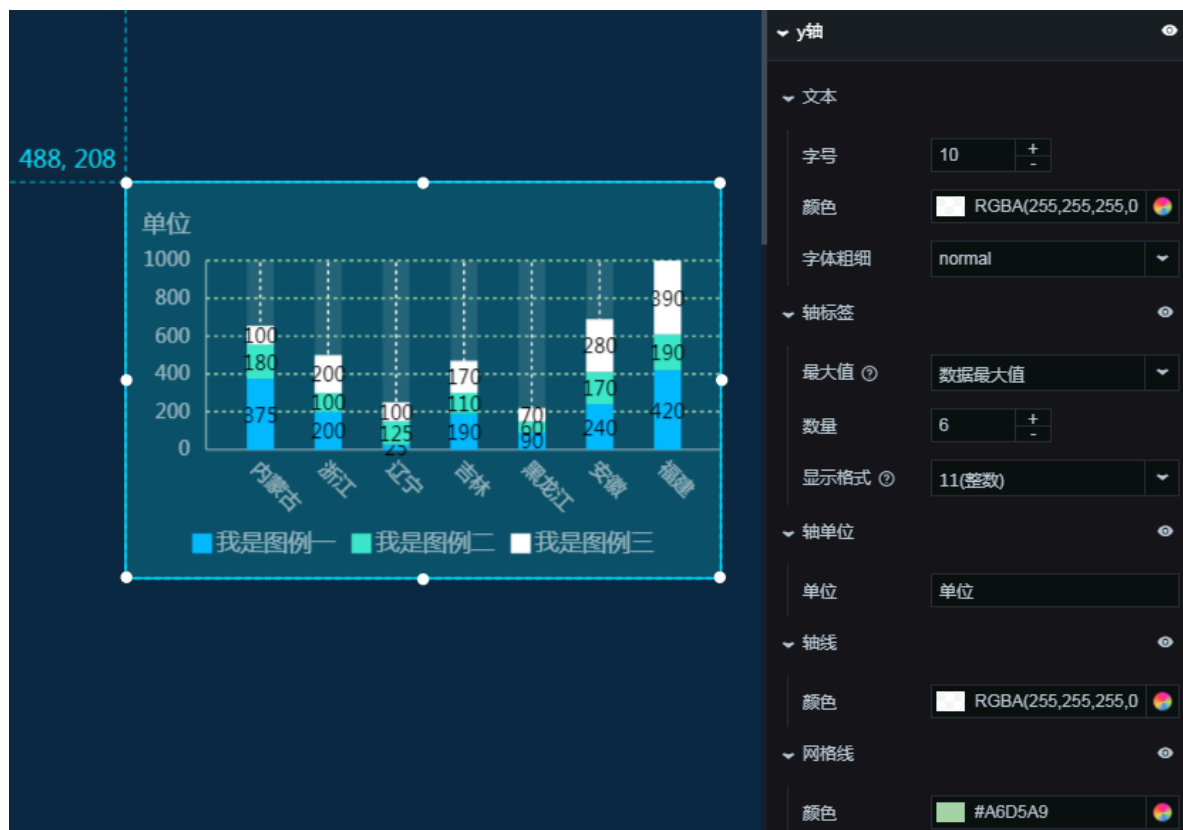 488, 208
单位
1000
800
600
400
200
0
100
180
375
200
100
200
100
125
25
170
110
190
70
90
90
280
170
240
390
190
420
内蒙古
浙江
辽宁
吉林
黑龙江
安徽
福建
我是图例一 我是图例二 我是图例三
y轴
文本
字号 10 + -
颜色 RGBA(255,255,255,0
字体粗细 normal
轴标签
最大值 ? 数据最大值
数量 6 + -
显示格式 ? 11(整数)
轴单位
单位 单位
轴线
颜色 RGBA(255,255,255,0
网格线
颜色 #A6D5A9